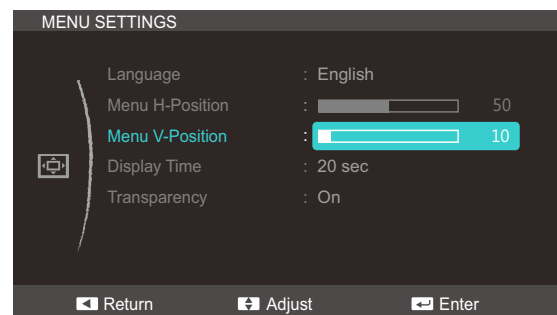 MENU SETTINGS
Language : English
Menu H-Position : 50
Menu V-Position : 10
Display Time : 20 sec
Transparency : On
Return Adjust Enter